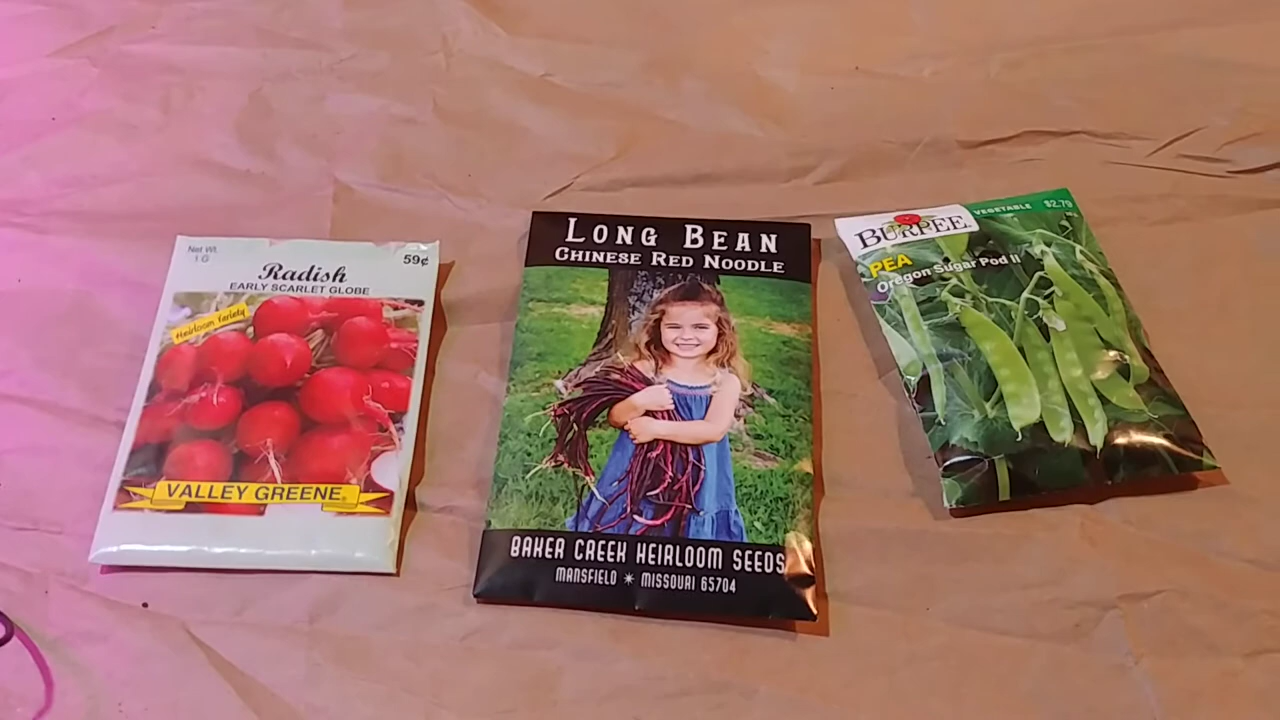 Net Wt.
1 G
59¢
Radish
EARLY SCARLET GLOBE
Heirloom Variety
VALLEY GREENE
LONG BEAN
CHINESE RED NOODLE
BAKER CREEK HEIRLOOM SEEDS
MANSFIELD * MISSOURI 65704
BURPEE
VEGETABLE $2.79
PEA
Oregon Sugar Pod II